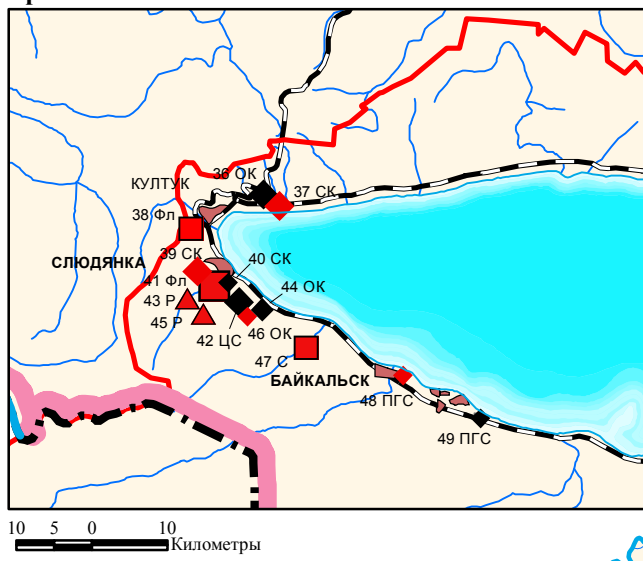 36 ОК
КУЛТУК
37 СК
38 Фл
39 СК
СЛЮДЯНКА
40 СК
41 Фл
44 ОК
43 Р
45 Р
46 ОК
42 ЦС
47 С
БАЙКАЛЬСК
48 ПГС
49 ПГС
10 5 0 10
Километры